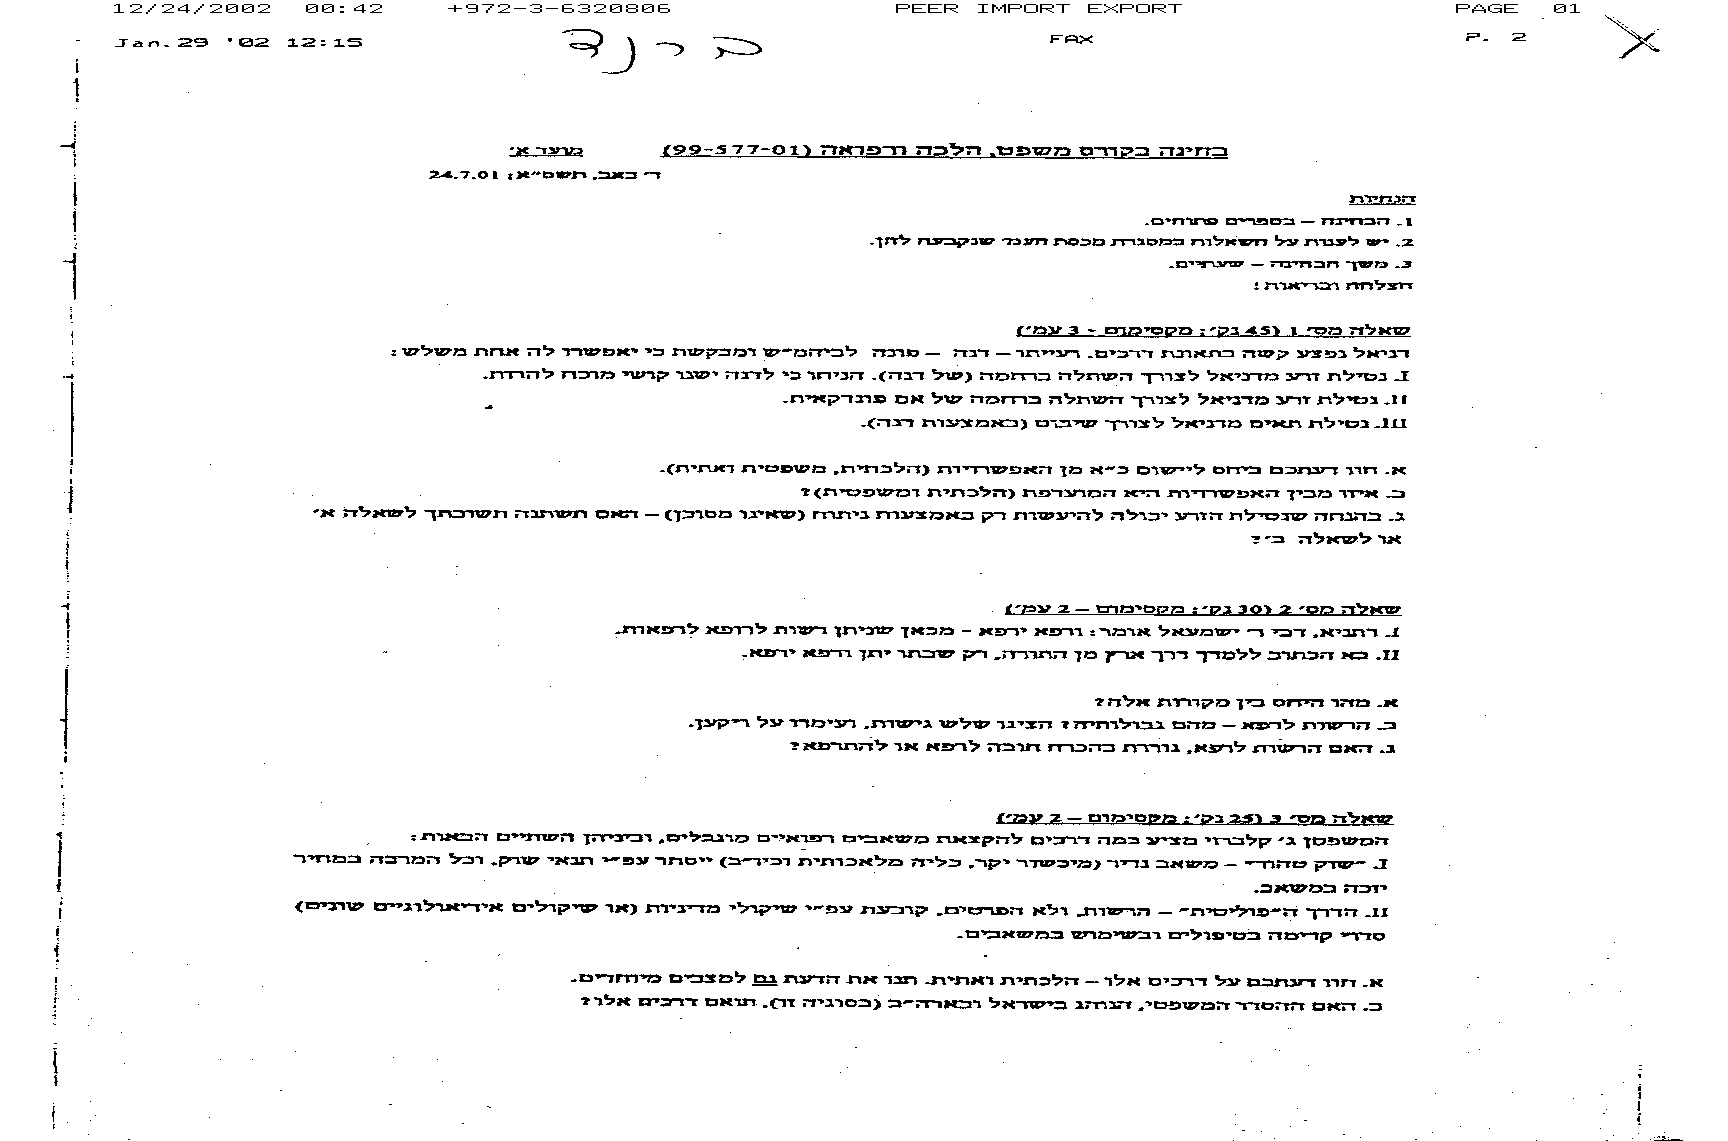 12/24/2002 00:42 +972-3-6320806 PEER IMPORT EXPORT PAGE 01
Jan.29 '02 12:15 FAX P. 2
בחינה בקורס משפט, הלכה ורפואה (99-577-01) מועד א'
ד' באב, תשס"א; 24.7.01
הנחיות
1. הבחינה – בספרים פתוחים.
2. יש לענות על השאלות במסגרת מכסת העמ' שנקבעה להן.
3. משך הבחינה – שעתיים.
הצלחה ובריאות!
שאלה מס' 1 (45 נק'; מקסימום - 3 עמ')
דניאל נפצע קשה בתאונת דרכים. רעייתו – דנה – פונה לביהמ"ש ומבקשת כי יאפשרו לה אחת משלש:
I. נטילת זרע מדניאל לצורך השתלה ברחמה (של דנה). הניחו כי לדנה ישנו קושי מוכח להרות.
II. נטילת זרע מדניאל לצורך השתלה ברחמה של אם פונדקאית.
III. נטילת תאים מדניאל לצורך שיבוט (באמצעות דנה).
א. חוו דעתכם ביחס ליישום כ"א מן האפשרויות (הלכתית, משפטית ואתית).
ב. איזו מבין האפשרויות היא המועדפת (הלכתית ומשפטית)?
ג. בהנחה שנטילת הזרע יכולה להיעשות רק באמצעות ניתוח (שאינו מסוכן) – האם תשתנה תשובתך לשאלה א'
או לשאלה ב'?
שאלה מס' 2 (30 נק'; מקסימום – 2 עמ')
I. דתניא, דבי ר' ישמעאל אומר: ורפא ירפא - מכאן שניתן רשות לרופא לרפאות.
II. בא הכתוב ללמדך דרך ארץ מן התורה, רק שבתו יתן ורפא ירפא.
א. מהו היחס בין מקורות אלה?
ב. הרשות לרפא – מהם גבולותיה? הציגו שלש גישות, ועימדו על ריקען.
ג. האם הרשות לרפא, גוררת בהכרח חובה לרפא או להתרפא?
שאלה מס' 3 (25 נק'; מקסימום – 2 עמ')
המשפטן ג' קלברזי מציע כמה דרכים להקצאת משאבים רפואיים מוגבלים, וביניהן השתיים הבאות:
I. "שוק טהור" – משאב נדיר (מיכשור יקר, כליה מלאכותית וכיו"ב) ייסחר עפ"י תנאי שוק, וכל המרבה במחיר
יזכה במשאב.
II. הדרך ה"פוליטית" – הרשות, ולא הפרטים, קובעת עפ"י שיקולי מדיניות (או שיקולים אידיאולוגיים שונים)
סדרי קדימה בטיפולים ובשימוש במשאבים.
א. חוו דעתכם על דרכים אלו – הלכתית ואתית. תנו את הדעת גם למצבים מיוחדים.
ב. האם ההסדר המשפטי, הנוהג בישראל ובארה"ב (בסוגיה זו), תואם דרכים אלו?